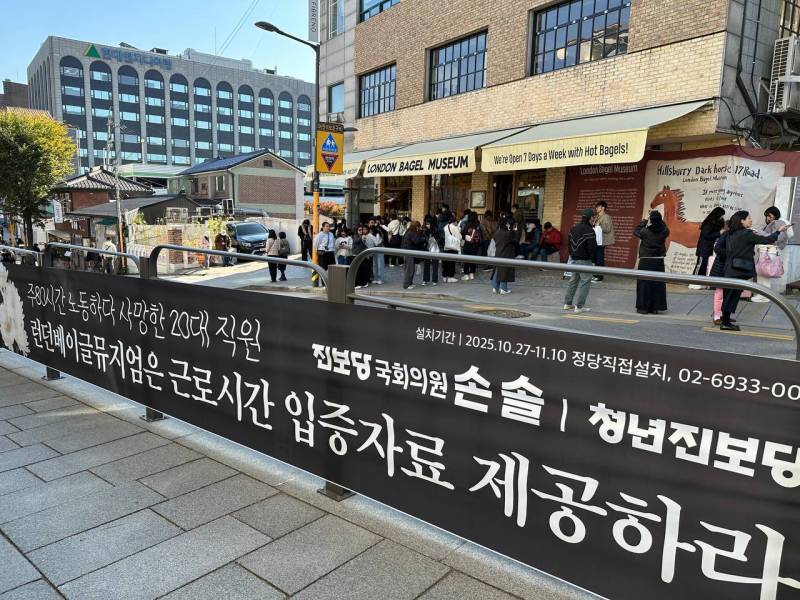 LONDON BAGEL MUSEUM
We're Open 7 Days a Week with Hot Bagels!
London Bagel Museum
주80시간 노동하다 사망한 20대 직원
런던베이글뮤지엄은 근로시간 입증자료 제공하라
설치기간 | 2025.10.27-11.10 정당직접설치, 02-6933-00
진보당 국회의원 손솔 | 청년진보당